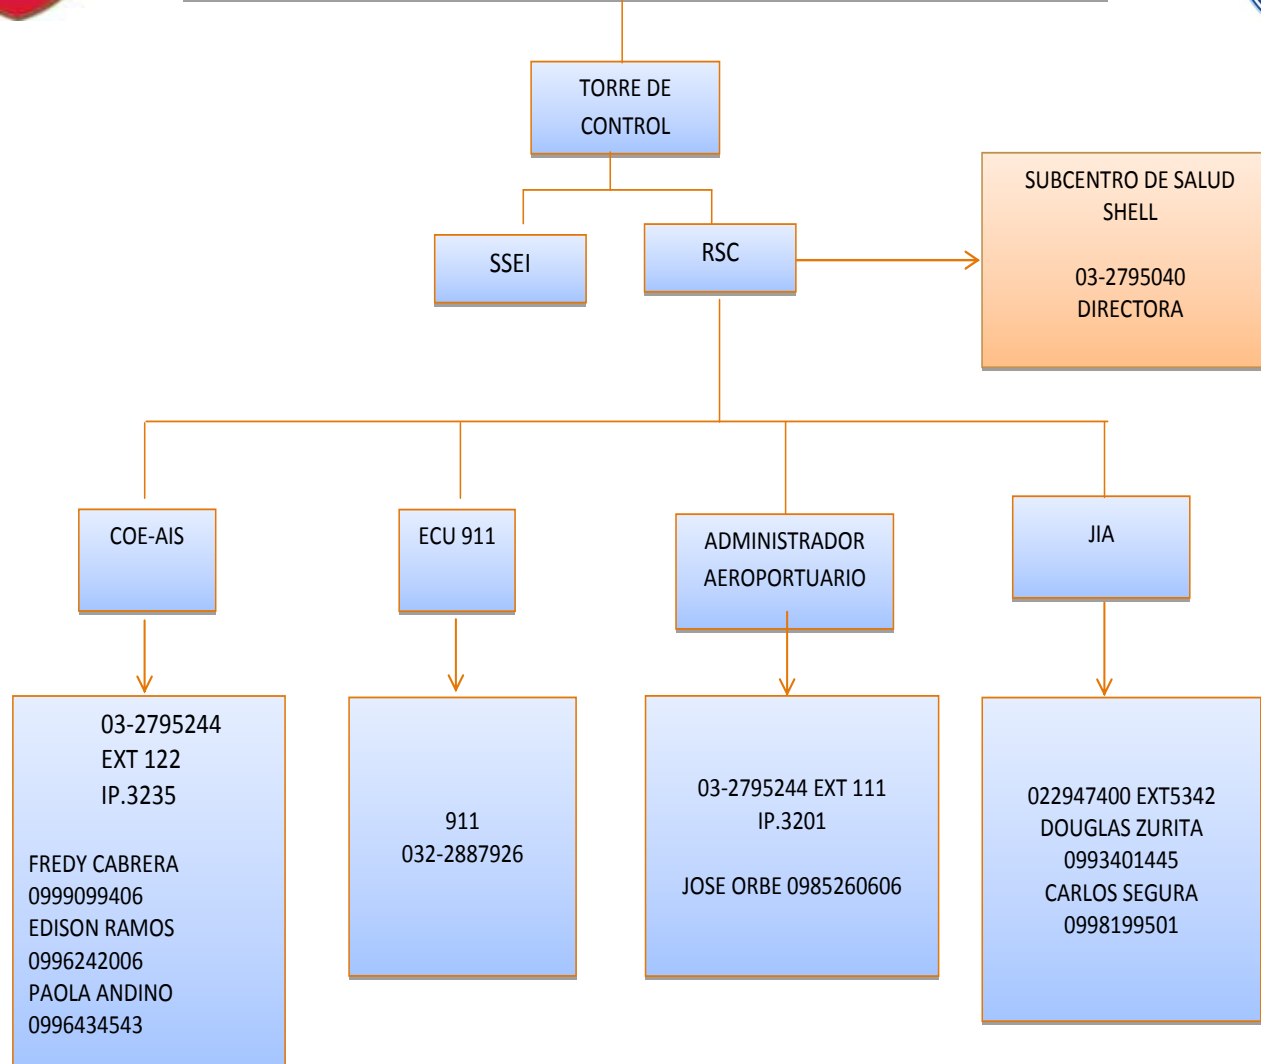 TORRE DE
CONTROL
SUBCENTRO DE SALUD
SHELL
03-2795040
DIRECTORA
SSEI
RSC
COE-AIS
ECU 911
ADMINISTRADOR
AEROPORTUARIO
JIA
03-2795244
EXT 122
IP.3235
FREDY CABRERA
0999099406
EDISON RAMOS
0996242006
PAOLA ANDINO
0996434543
911
032-2887926
03-2795244 EXT 111
IP.3201
JOSE ORBE 0985260606
022947400 EXT5342
DOUGLAS ZURITA
0993401445
CARLOS SEGURA
0998199501